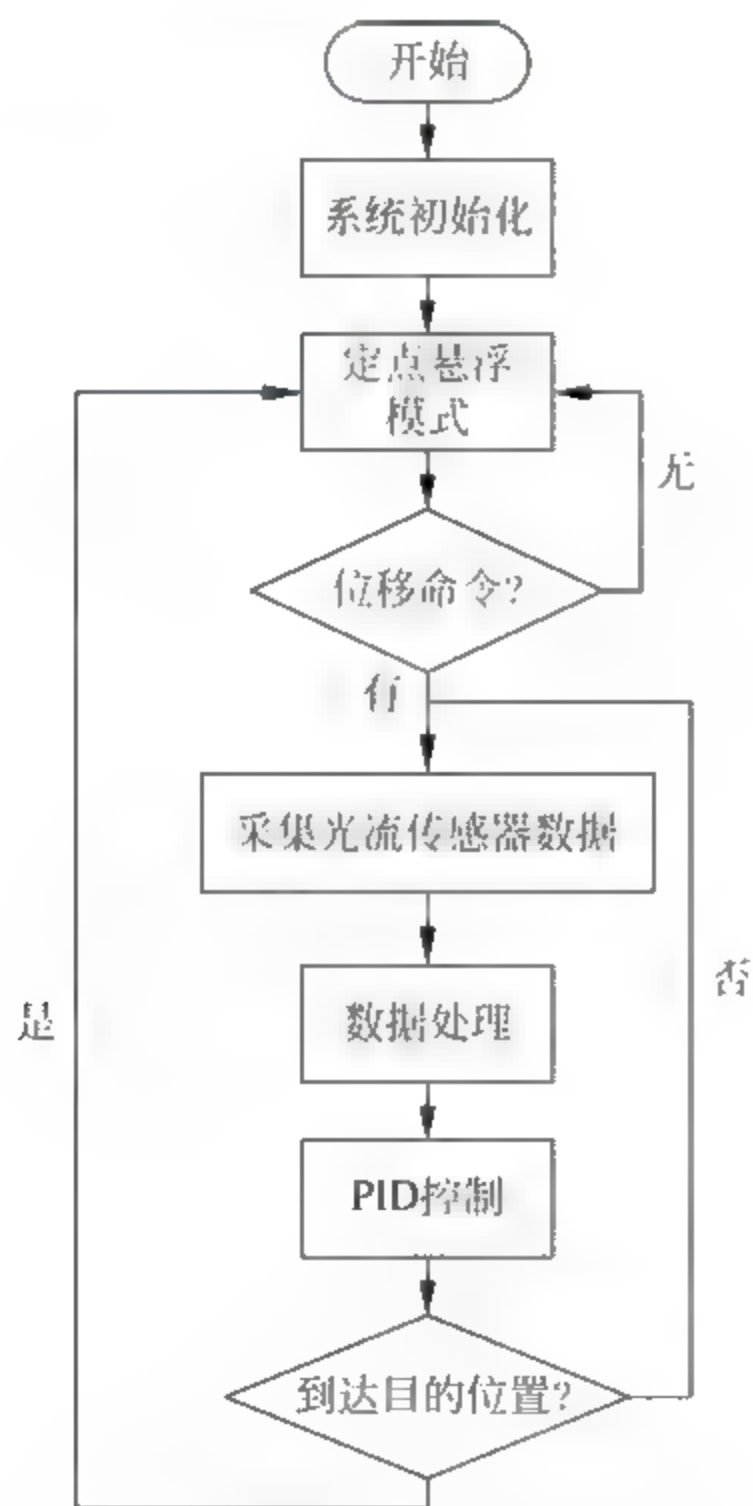 开始
系统初始化
定点悬浮
模式
无
位移命令?
有
采集光流传感器数据
否
数据处理
是
PID控制
到达目的位置?